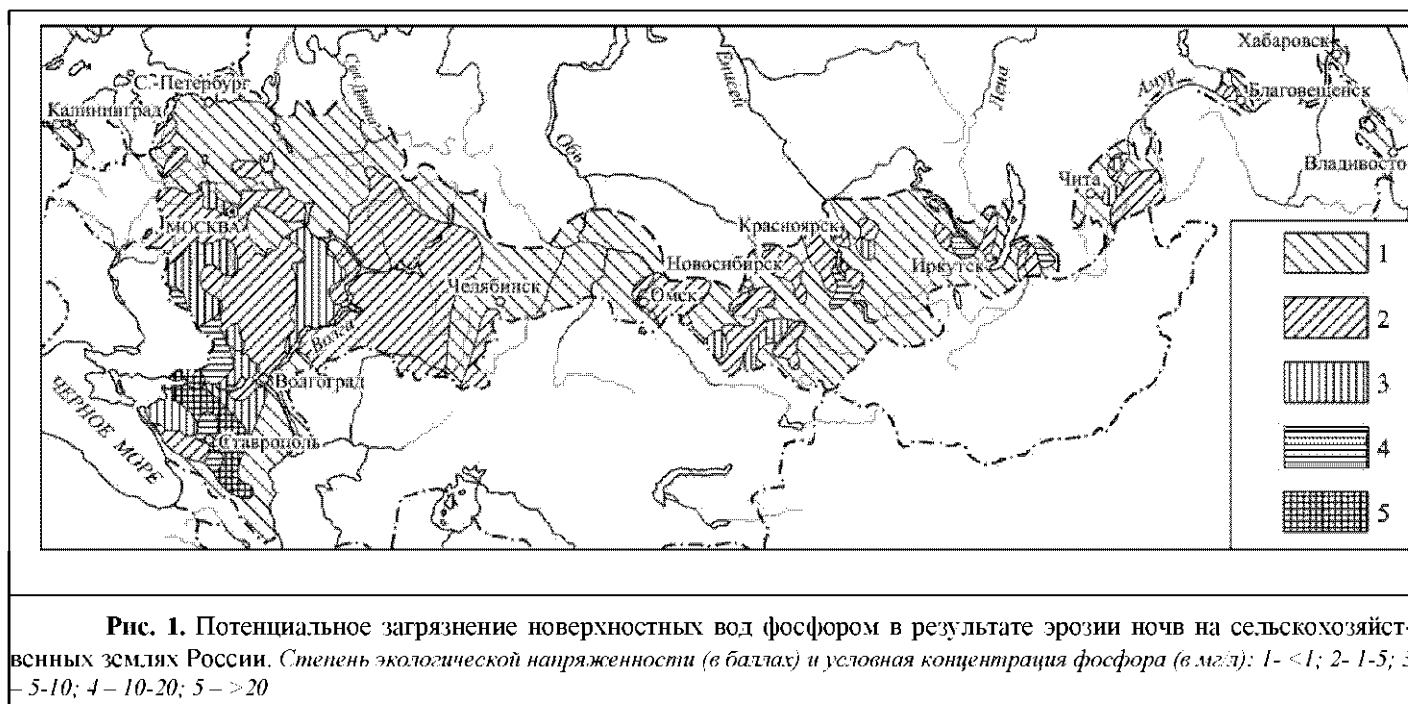 Хабаровск
С.-Петербург
Калининград
Сев. Двина
Енисей
Лена
Амур
Благовещенск
Обь
Владивосто
Чита
МОСКВА
Красноярск
1
Новосибирск
Иркутск
Челябинск
Омск
2
Волга
3
Волгоград
ЧЕРНОЕ МОРЕ
Ставрополь
4
5
Рис. 1. Потенциальное загрязнение поверхностных вод фосфором в результате эрозии почв на сельскохозяйст-
венных землях России. Степень экологической напряженности (в баллах) и условная концентрация фосфора (в мг/л): 1- <1; 2- 1-5; 3
– 5-10; 4 – 10-20; 5 – >20